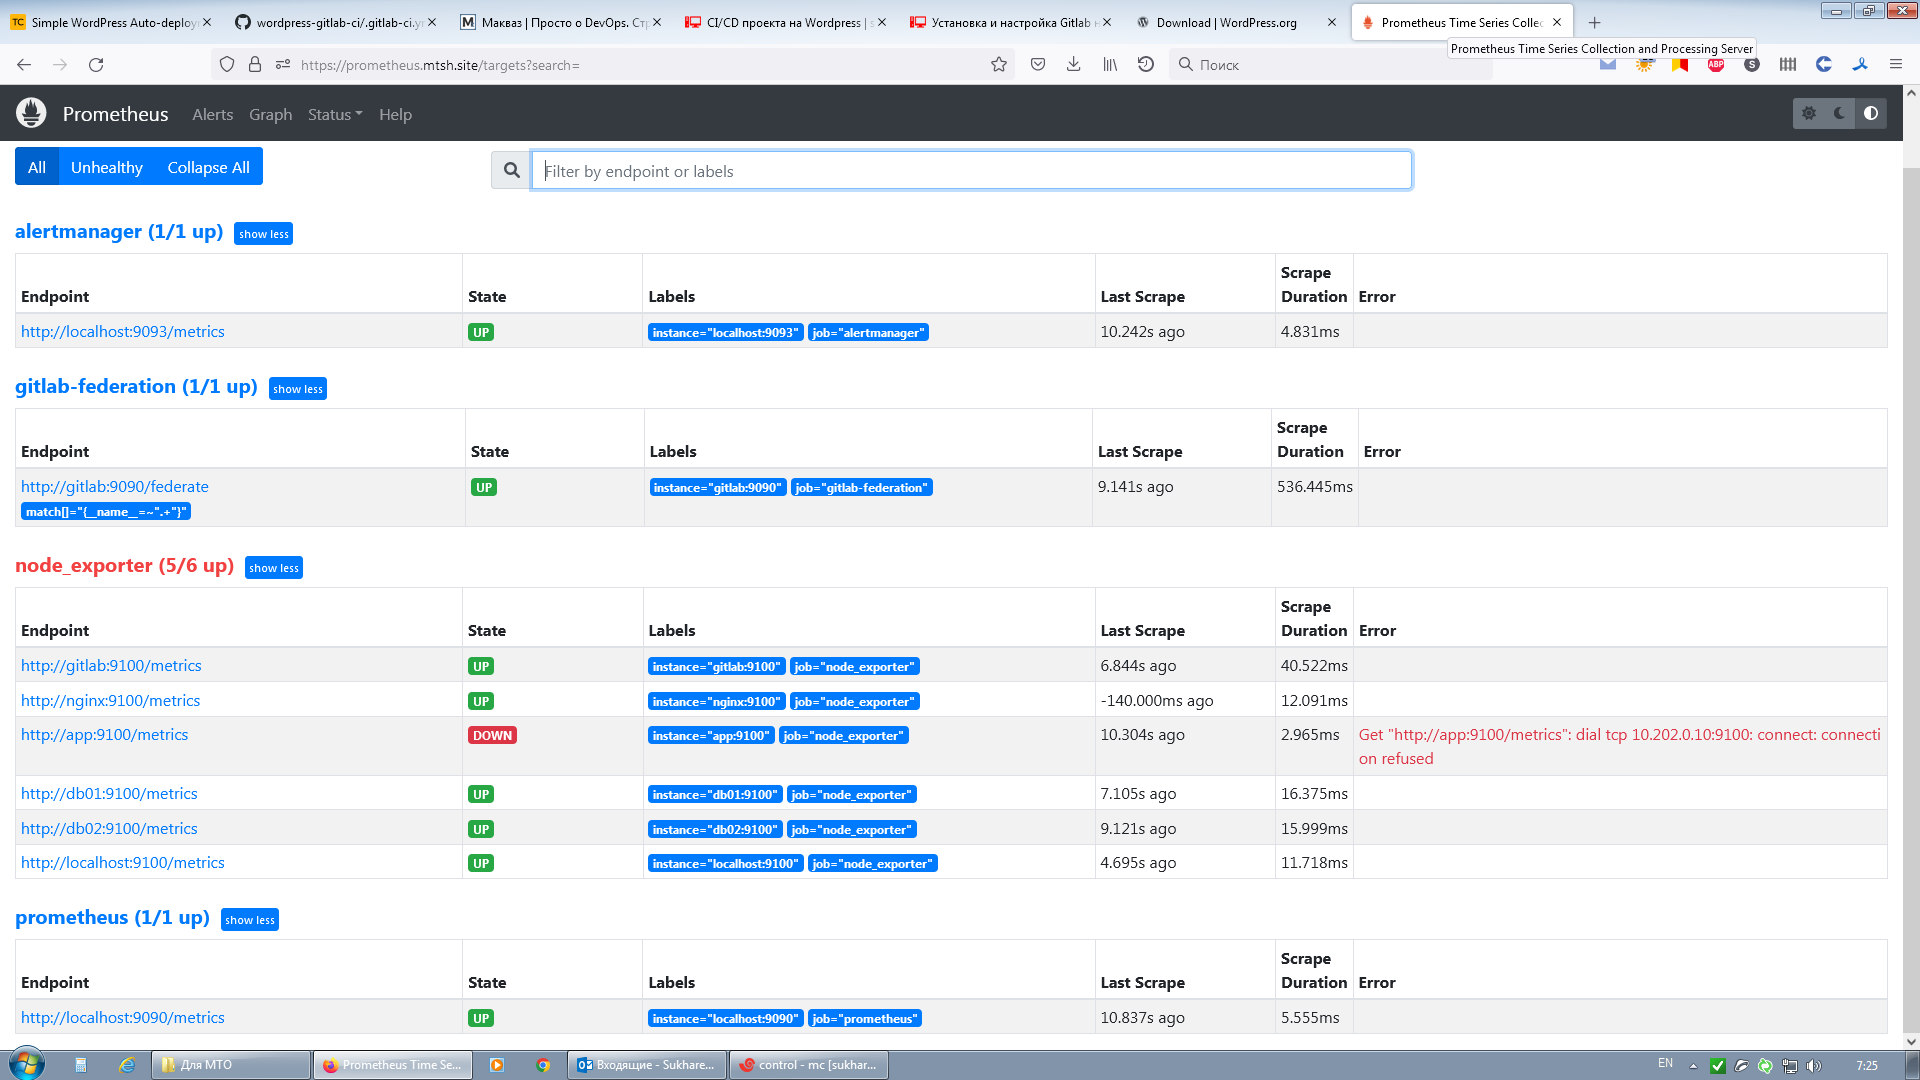 Simple WordPress Auto-deploy
wordpress-gitlab-ci/.gitlab-ci.y
Маквaз | Просто о DevOps. Ст
CI/CD проекта на Wordpress | s
Установка и настройка Gitlab н
Download | WordPress.org
Prometheus Time Series Collec
Prometheus Time Series Collection and Processing Server
https://prometheus.mtsh.site/targets?search=
Поиск
ABP
Prometheus Alerts Graph Status Help
All Unhealthy Collapse All
Filter by endpoint or labels
alertmanager (1/1 up) show less
Endpoint State Labels Last Scrape Scrape Duration Error
http://localhost:9093/metrics UP instance="localhost:9093" job="alertmanager" 10.242s ago 4.831ms
gitlab-federation (1/1 up) show less
Endpoint State Labels Last Scrape Scrape Duration Error
http://gitlab:9090/federate UP instance="gitlab:9090" job="gitlab-federation" 9.141s ago 536.445ms
match[]="{__name__=~".+"}"
node_exporter (5/6 up) show less
Endpoint State Labels Last Scrape Scrape Duration Error
http://gitlab:9100/metrics UP instance="gitlab:9100" job="node_exporter" 6.844s ago 40.522ms
http://nginx:9100/metrics UP instance="nginx:9100" job="node_exporter" -140.000ms ago 12.091ms
http://app:9100/metrics DOWN instance="app:9100" job="node_exporter" 10.304s ago 2.965ms Get "http://app:9100/metrics": dial tcp 10.202.0.10:9100: connect: connecti
on refused
http://db01:9100/metrics UP instance="db01:9100" job="node_exporter" 7.105s ago 16.375ms
http://db02:9100/metrics UP instance="db02:9100" job="node_exporter" 9.121s ago 15.999ms
http://localhost:9100/metrics UP instance="localhost:9100" job="node_exporter" 4.695s ago 11.718ms
prometheus (1/1 up) show less
Endpoint State Labels Last Scrape Scrape Duration Error
http://localhost:9090/metrics UP instance="localhost:9090" job="prometheus" 10.837s ago 5.555ms
Для МТО
Prometheus Time Se...
Входящие - Sukhare...
control - mc [sukhar...
EN
7:25